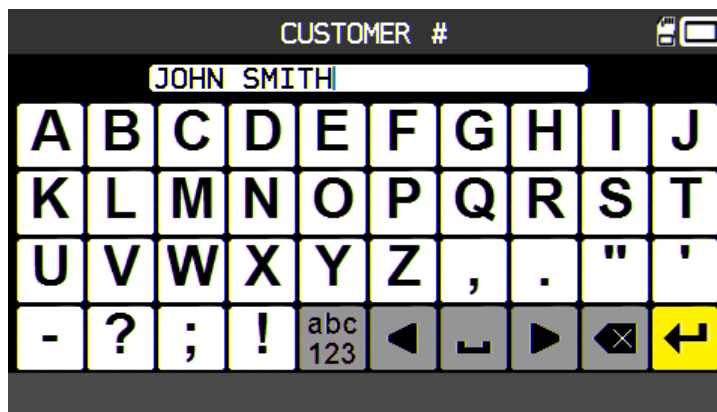 CUSTOMER #
JOHN SMITH
A B C D E F G H I J
K L M N O P Q R S T
U V W X Y Z , . " '
- ? ; ! abc
123